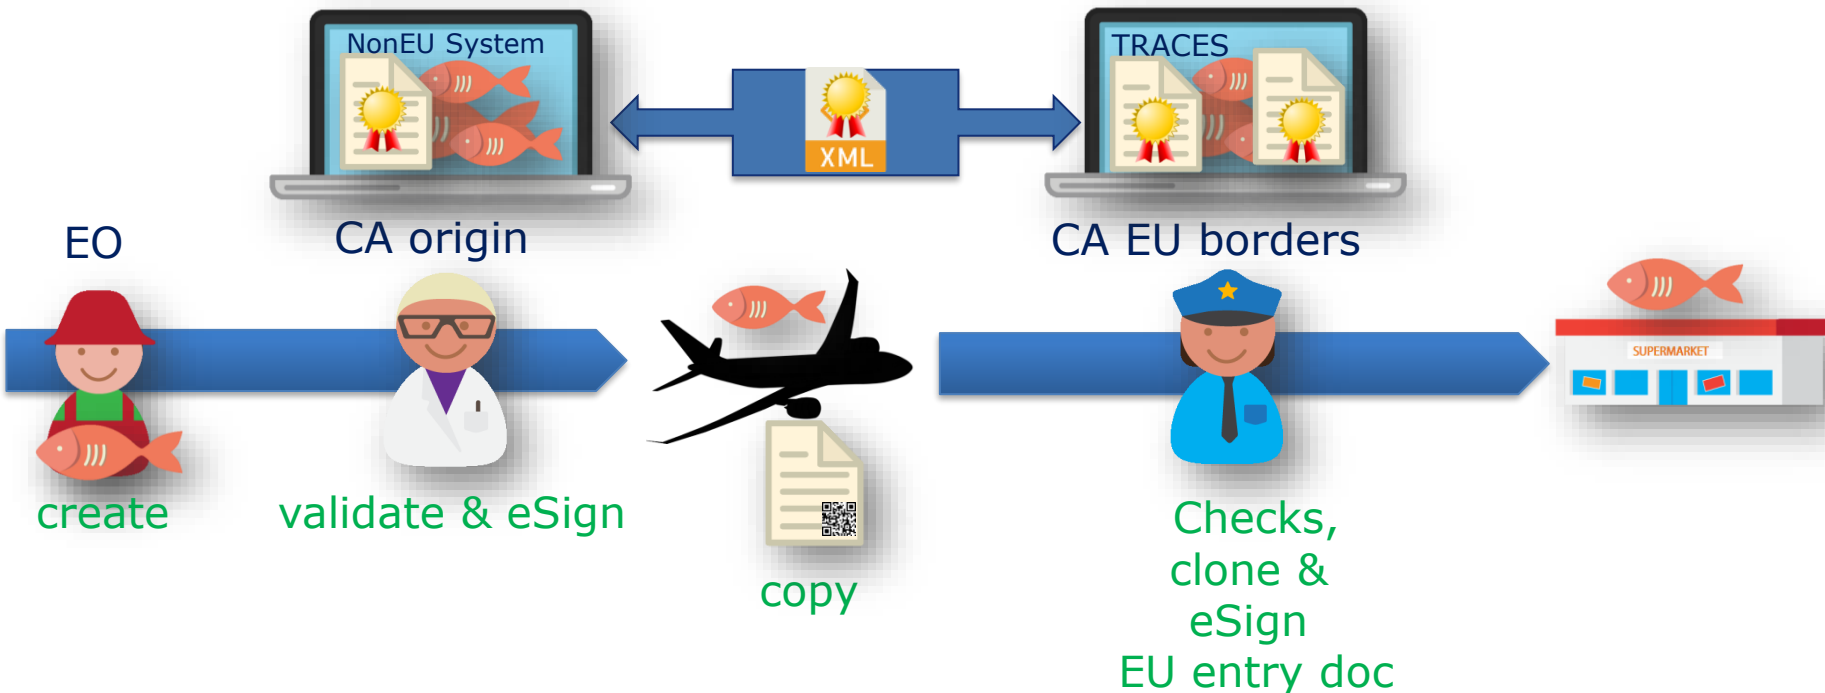 NonEU System
TRACES
XML
EO
CA origin
CA EU borders
SUPERMARKET
create
validate & eSign
copy
Checks,
clone &
eSign
EU entry doc